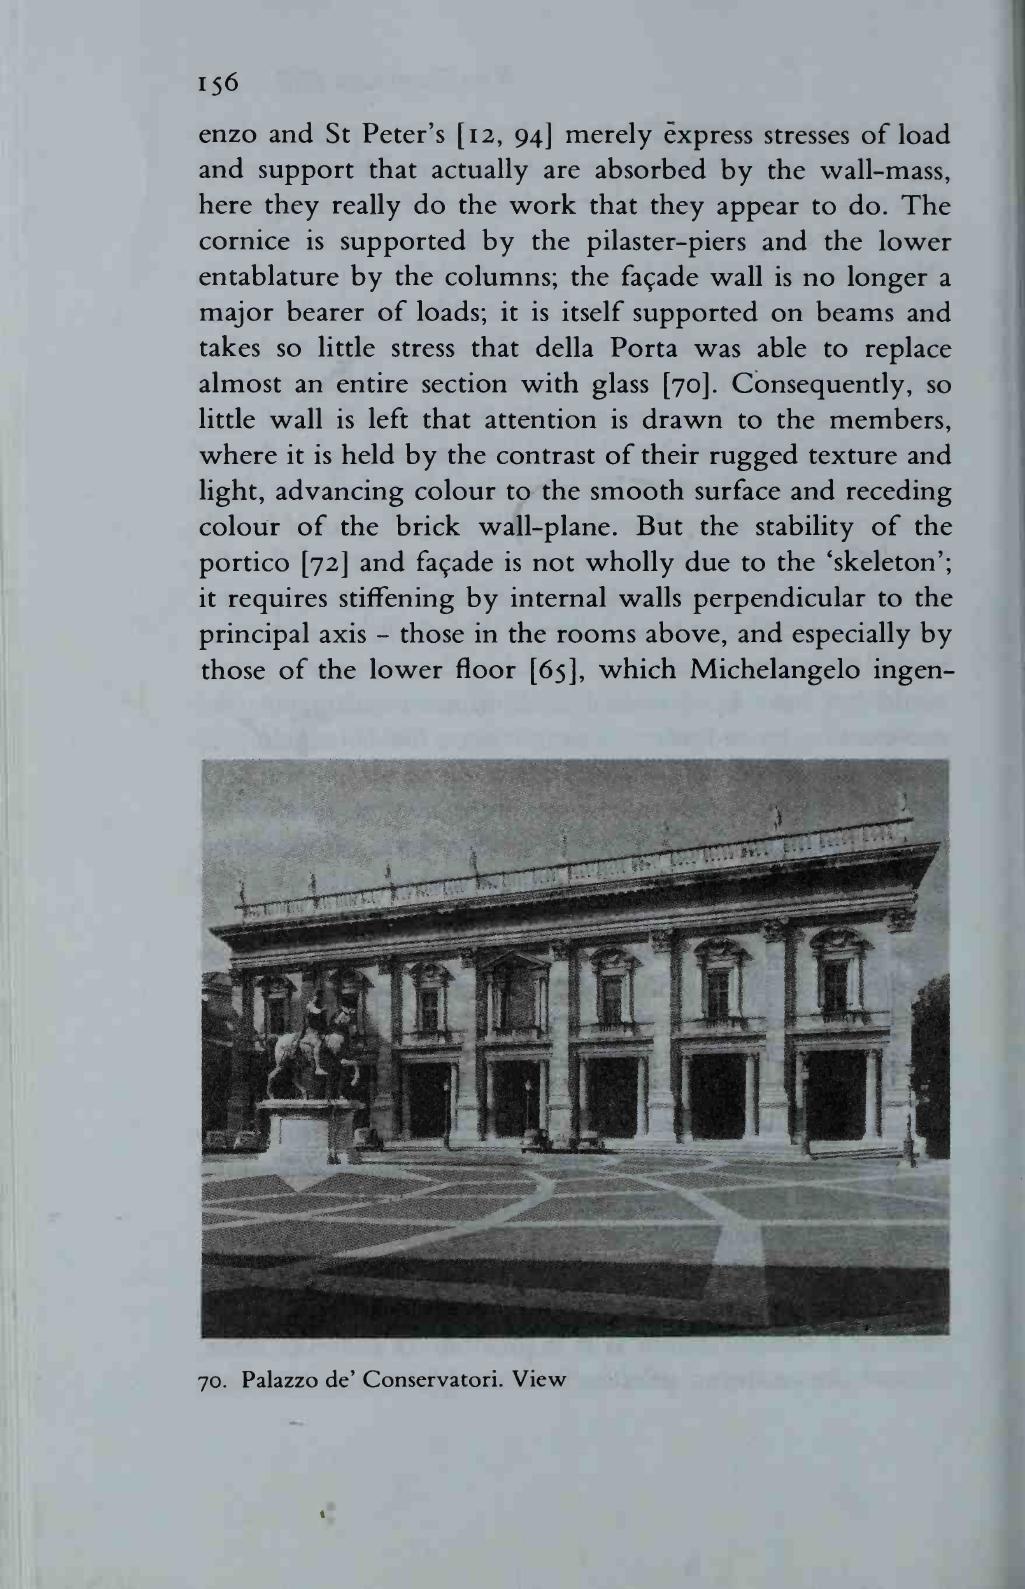 156
enzo and St Peter's [12, 94] merely express stresses of load
and support that actually are absorbed by the wall-mass,
here they really do the work that they appear to do. The
cornice is supported by the pilaster-piers and the lower
entablature by the columns; the façade wall is no longer a
major bearer of loads; it is itself supported on beams and
takes so little stress that della Porta was able to replace
almost an entire section with glass [70]. Consequently, so
little wall is left that attention is drawn to the members,
where it is held by the contrast of their rugged texture and
light, advancing colour to the smooth surface and receding
colour of the brick wall-plane. But the stability of the
portico [72] and façade is not wholly due to the ‘skeleton’;
it requires stiffening by internal walls perpendicular to the
principal axis – those in the rooms above, and especially by
those of the lower floor [65], which Michelangelo ingen-
70. Palazzo de' Conservatori. View